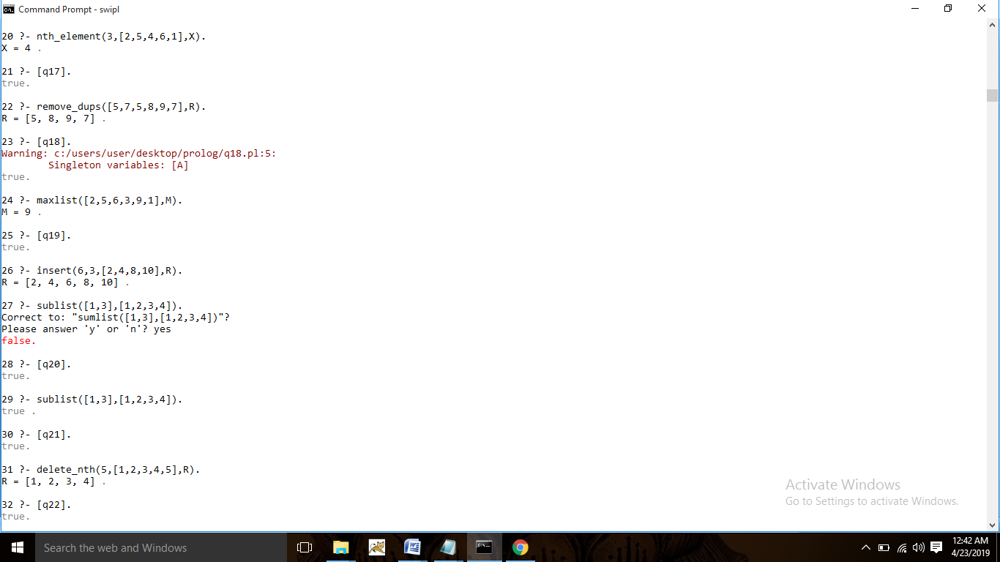 Command Prompt - swipl
20 ?- nth_element(3,[2,5,4,6,1],X).
X = 4 .
21 ?- [q17].
true.
22 ?- remove_dups([5,7,5,8,9,7],R).
R = [5, 8, 9, 7] .
23 ?- [q18].
Warning: c:/users/user/desktop/prolog/q18.pl:5:
Singleton variables: [A]
true.
24 ?- maxlist([2,5,6,3,9,1],M).
M = 9 .
25 ?- [q19].
true.
26 ?- insert(6,3,[2,4,8,10],R).
R = [2, 4, 6, 8, 10] .
27 ?- sublist([1,3],[1,2,3,4]).
Correct to: "sumlist([1,3],[1,2,3,4])"?
Please answer 'y' or 'n'? yes
false.
28 ?- [q20].
true.
29 ?- sublist([1,3],[1,2,3,4]).
true .
30 ?- [q21].
true.
31 ?- delete_nth(5,[1,2,3,4,5],R).
R = [1, 2, 3, 4] .
32 ?- [q22].
true.
Activate Windows
Go to Settings to activate Windows.
Search the web and Windows
12:42 AM
4/23/2019